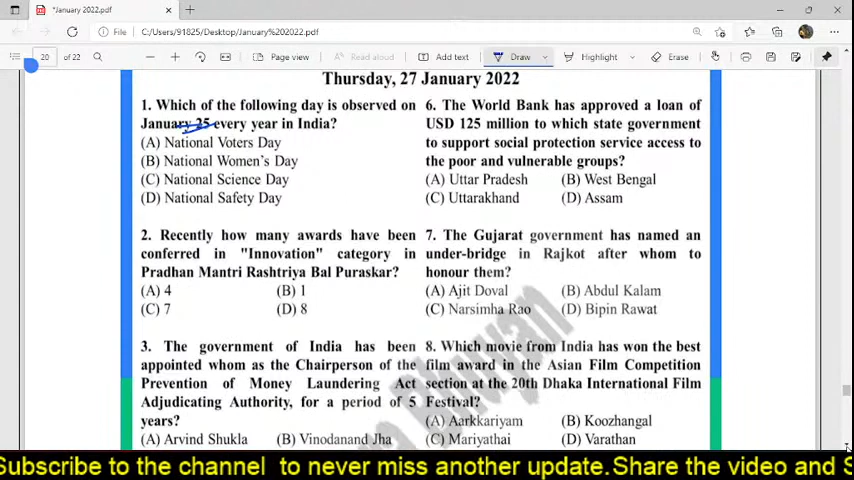 January 2022.pdf
File
C:/Users/91825/Desktop/January%202022.pdf
20 of 22
Page view
Read aloud
Add text
Draw
Highlight
Erase
Thursday, 27 January 2022
1. Which of the following day is observed on
January 25 every year in India?
(A) National Voters Day
(B) National Women's Day
(C) National Science Day
(D) National Safety Day
2. Recently how many awards have been
conferred in "Innovation" category in
Pradhan Mantri Rashtriya Bal Puraskar?
(A) 4 (B) 1
(C) 7 (D) 8
3. The government of India has been
appointed whom as the Chairperson of the
Prevention of Money Laundering Act
Adjudicating Authority, for a period of 5
years?
(A) Arvind Shukla (B) Vinodanand Jha
6. The World Bank has approved a loan of
USD 125 million to which state government
to support social protection service access to
the poor and vulnerable groups?
(A) Uttar Pradesh (B) West Bengal
(C) Uttarakhand (D) Assam
7. The Gujarat government has named an
under-bridge in Rajkot after whom to
honour them?
(A) Ajit Doval (B) Abdul Kalam
(C) Narsimha Rao (D) Bipin Rawat
8. Which movie from India has won the best
film award in the Asian Film Competition
section at the 20th Dhaka International Film
Festival?
(A) Aarkkariyam (B) Koozhangal
(C) Mariyathai (D) Varathan
Bhuyan
Subscribe to the channel to never miss another update.Share the video and S